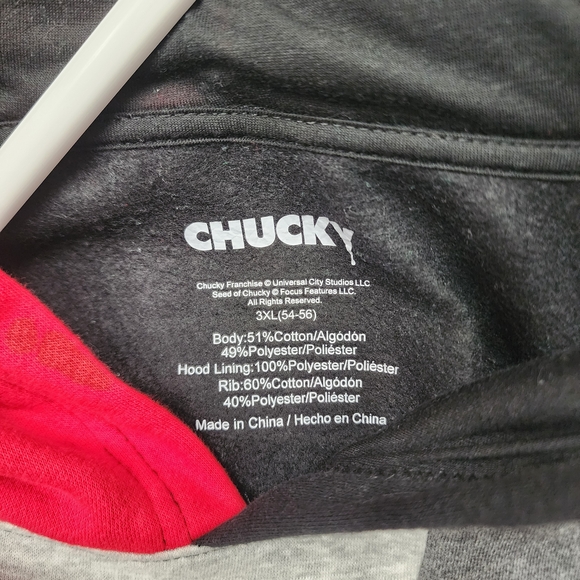 CHUCKY
Chucky Franchise © Universal City Studios LLC
Seed of Chucky © Focus Features LLC.
All Rights Reserved.
3XL(54-56)
Body:51%Cotton/Algódón
49%Polyester/Poliéster
Hood Lining:100%Polyester/Poliéster
Rib:60%Cotton/Algódón
40%Polyester/Poliéster
Made in China / Hecho en China